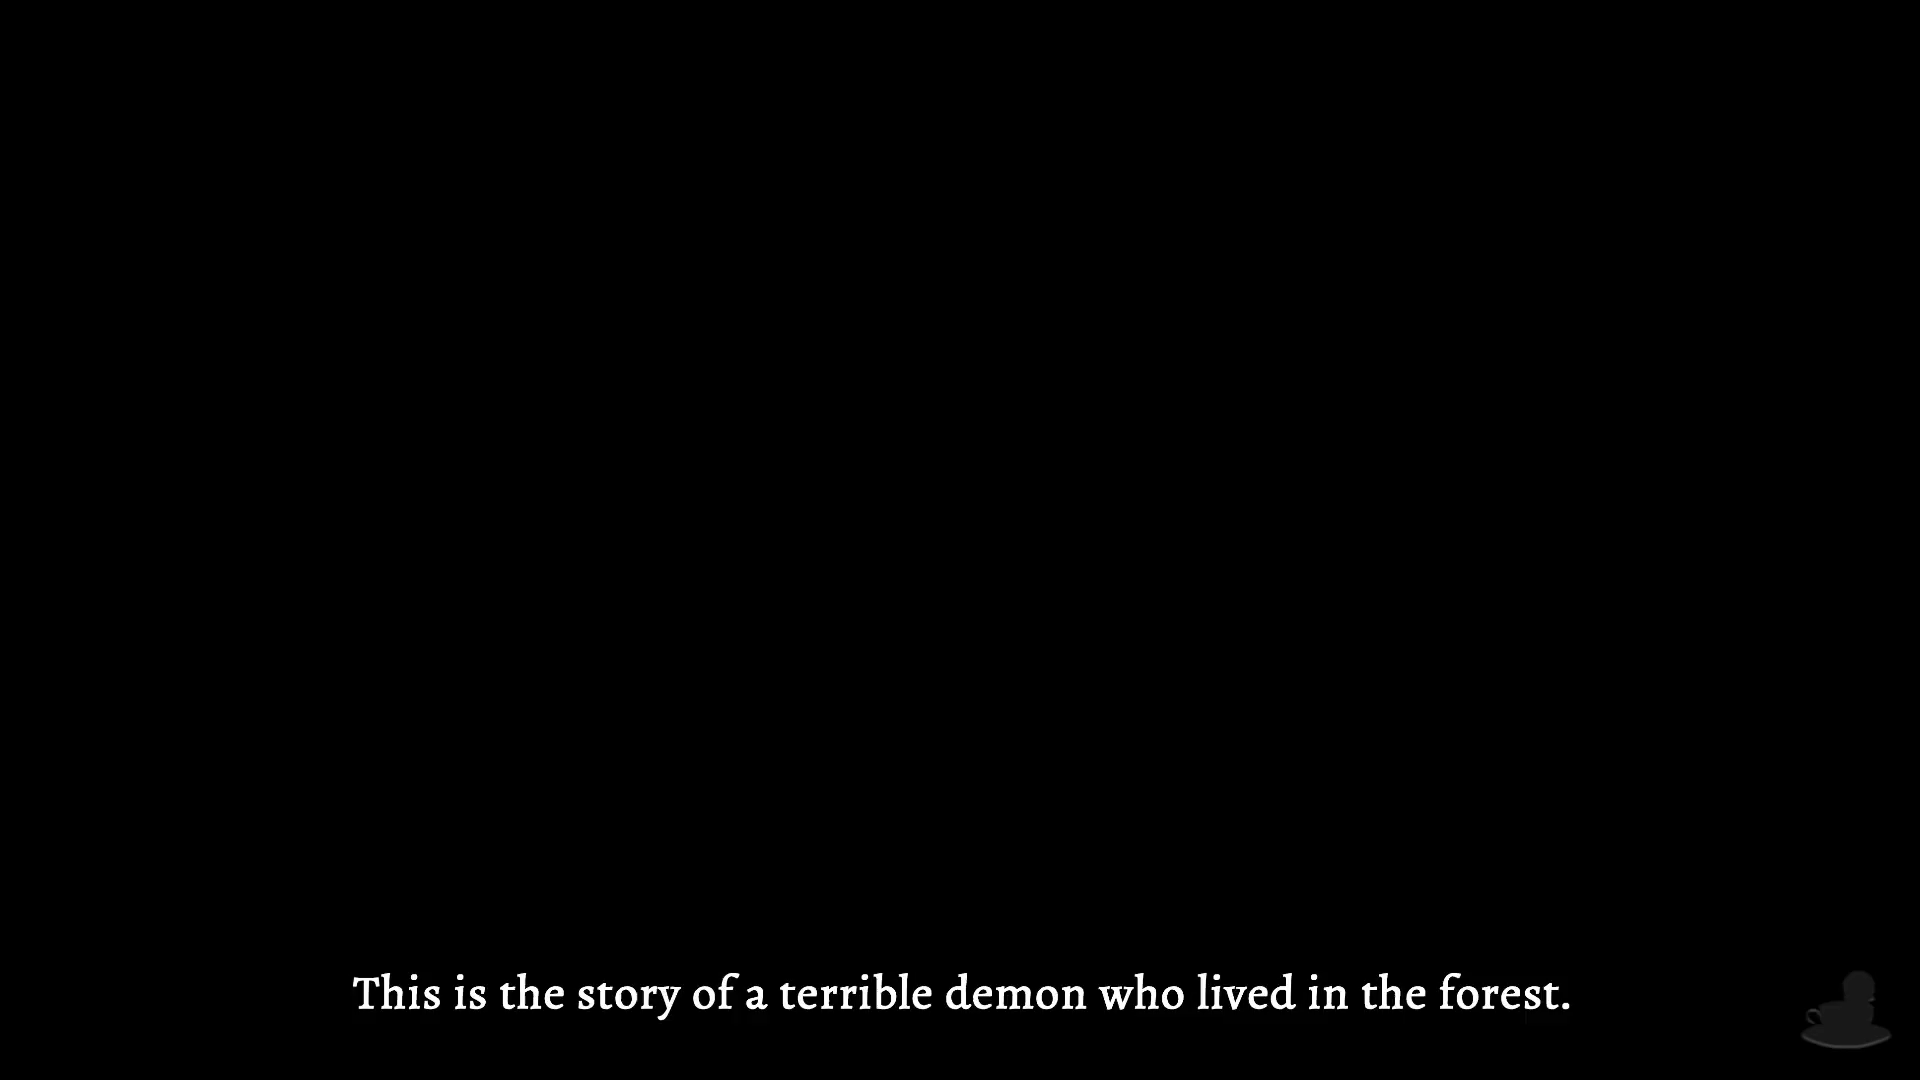 This is the story of a terrible demon who lived in the forest.